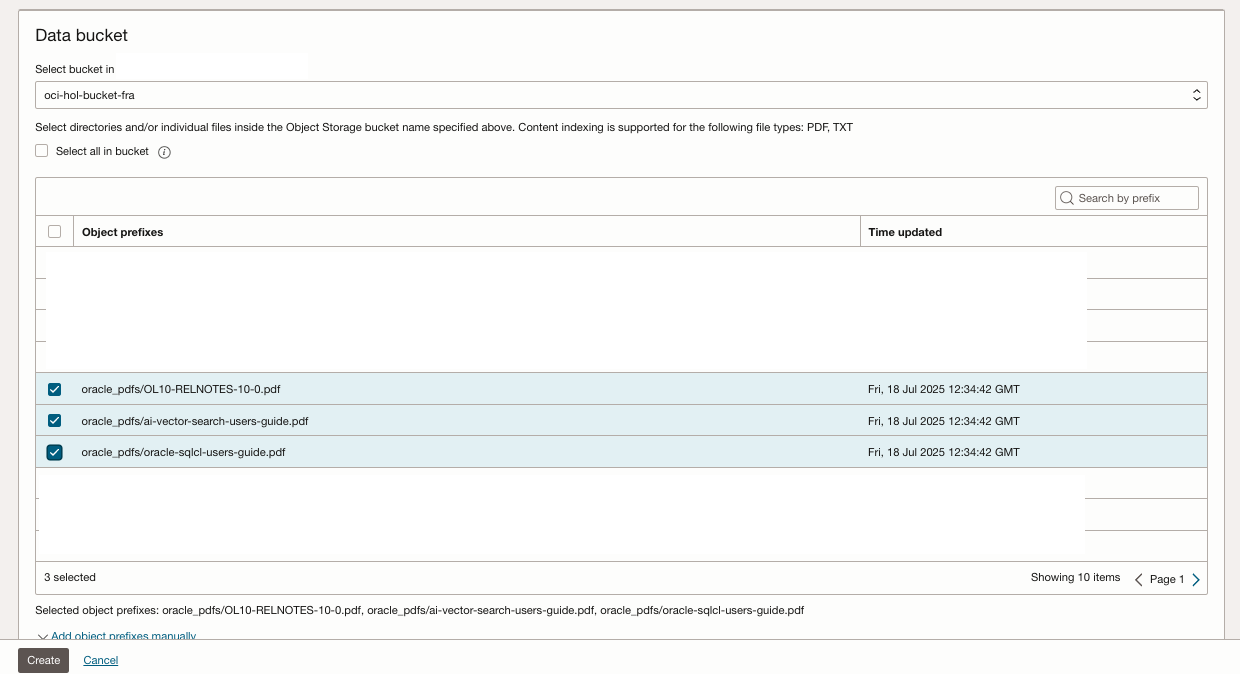 Data bucket
Select bucket in
oci-hol-bucket-fra
Select directories and/or individual files inside the Object Storage bucket name specified above. Content indexing is supported for the following file types: PDF, TXT
Select all in bucket i
Search by prefix
Object prefixes Time updated
oracle_pdfs/OL10-RELNOTES-10-0.pdf Fri, 18 Jul 2025 12:34:42 GMT
oracle_pdfs/ai-vector-search-users-guide.pdf Fri, 18 Jul 2025 12:34:42 GMT
oracle_pdfs/oracle-sqlcl-users-guide.pdf Fri, 18 Jul 2025 12:34:42 GMT
3 selected Showing 10 items Page 1
Selected object prefixes: oracle_pdfs/OL10-RELNOTES-10-0.pdf, oracle_pdfs/ai-vector-search-users-guide.pdf, oracle_pdfs/oracle-sqlcl-users-guide.pdf
Add object prefixes manually
Create Cancel